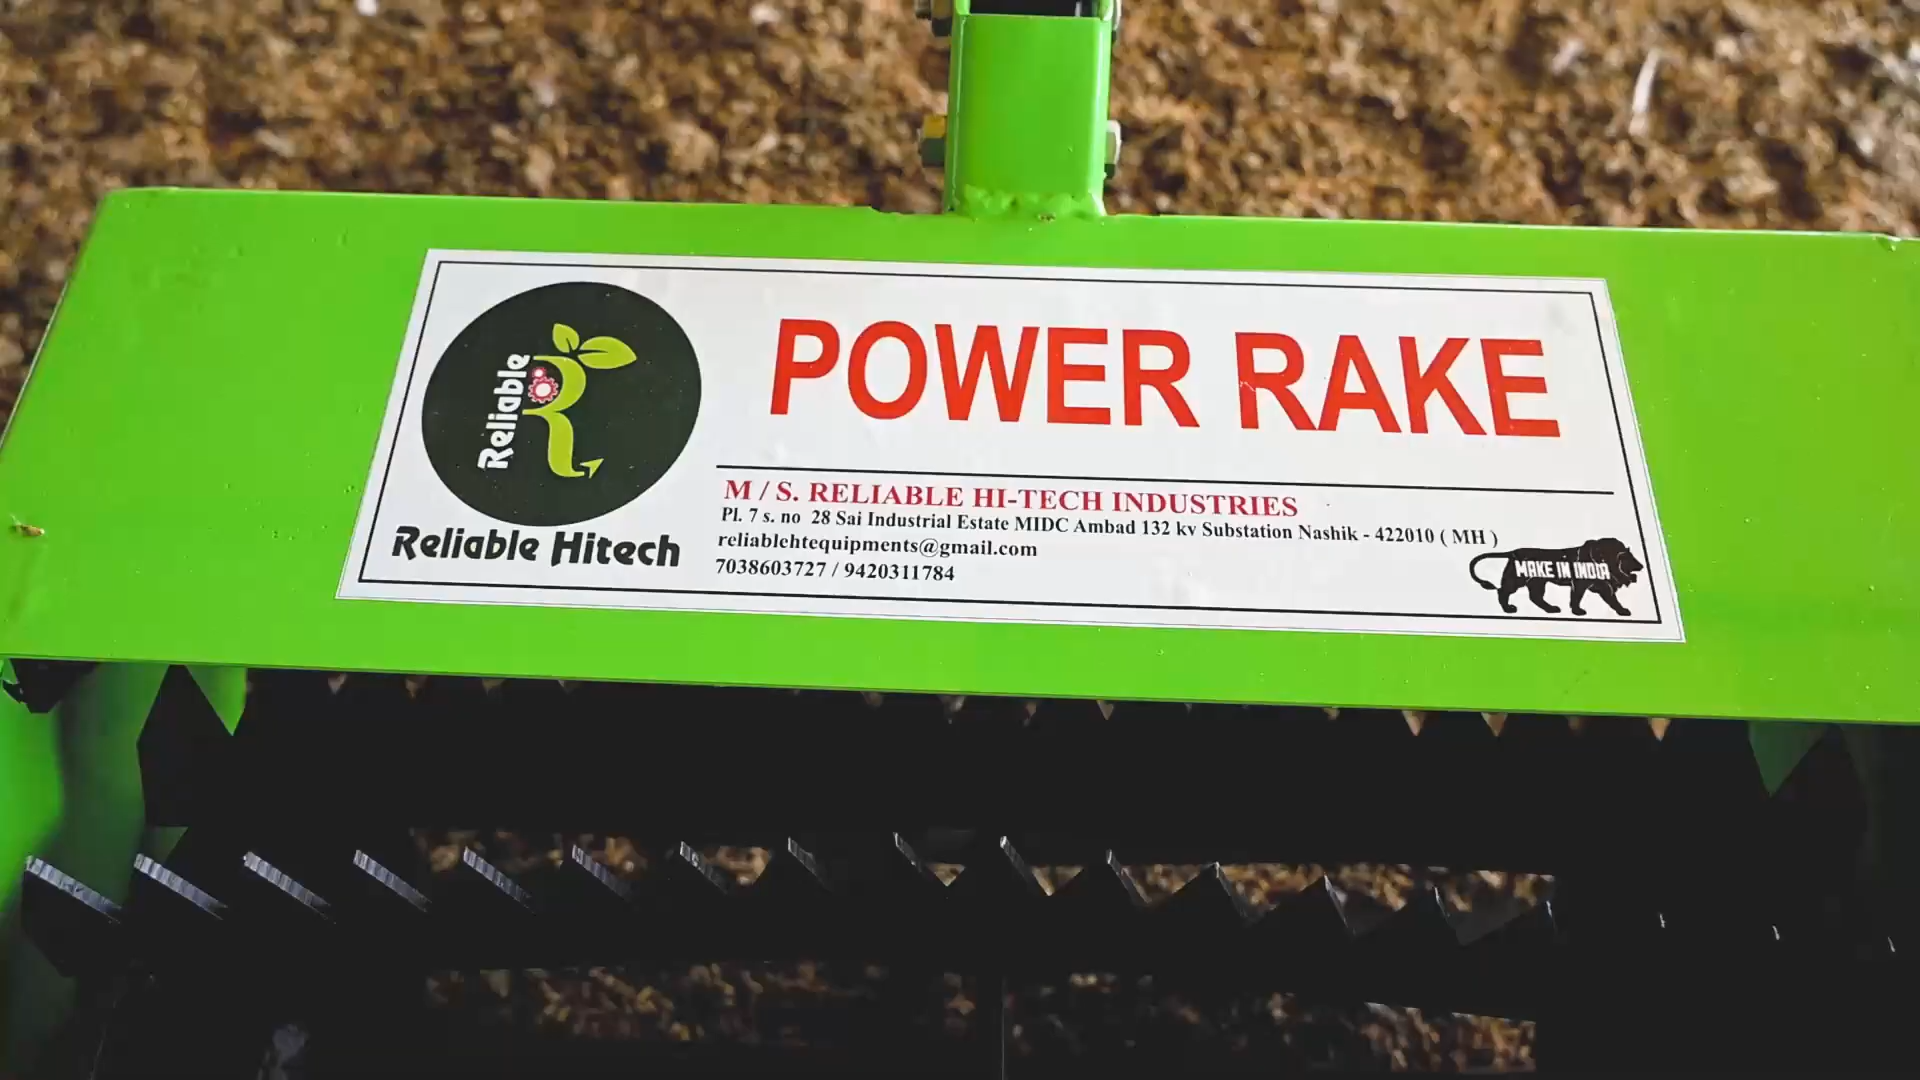 Reliable
Reliable Hitech
POWER RAKE
M / S. RELIABLE HI-TECH INDUSTRIES
Pl. 7 s. no 28 Sai Industrial Estate MIDC Ambad 132 kv Substation Nashik - 422010 ( MH )
reliablehtequipments@gmail.com
7038603727 / 9420311784
MAKE IN INDIA